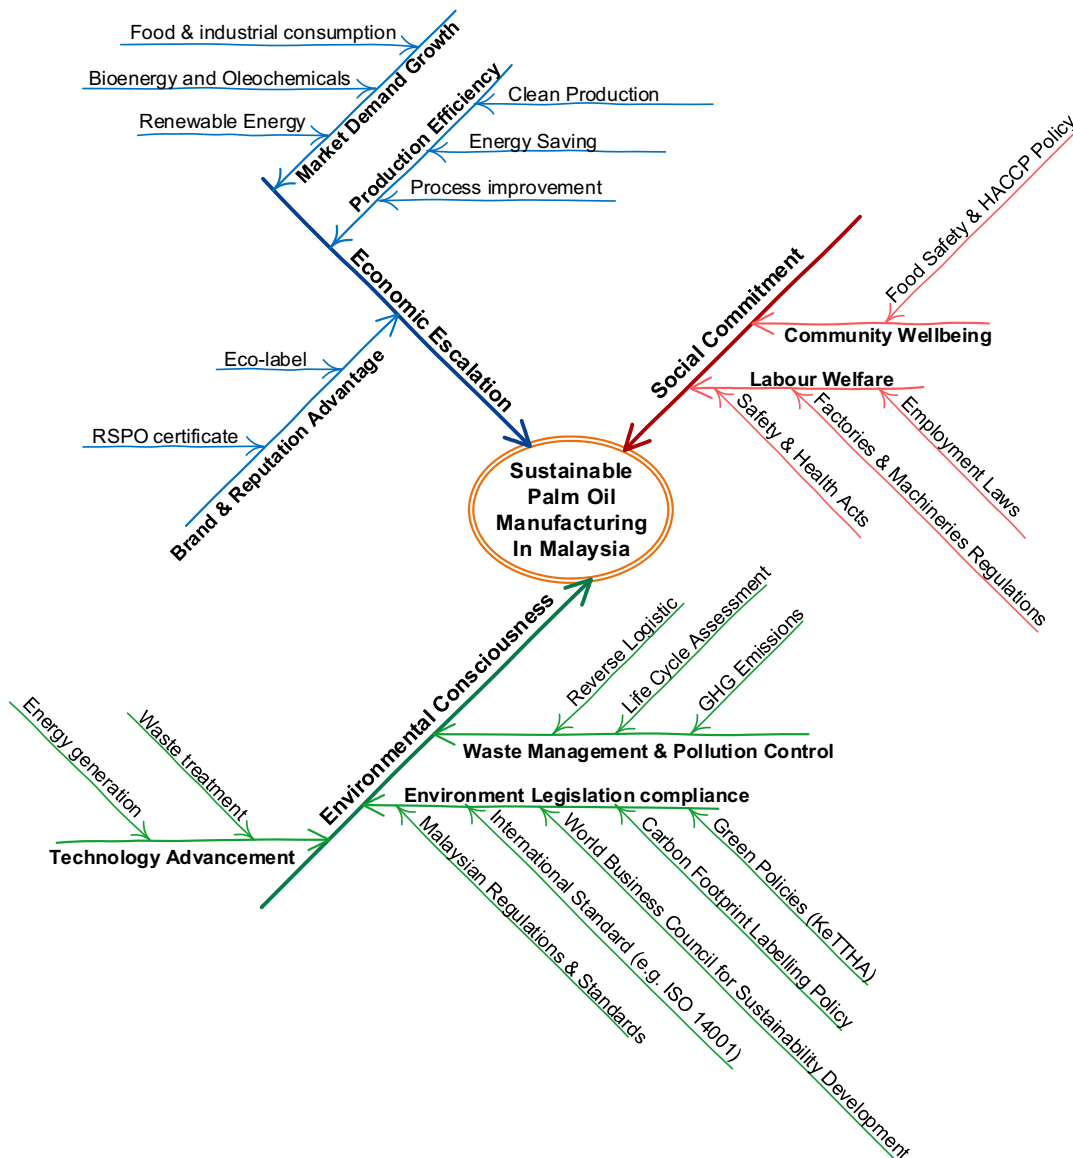 Food & industrial consumption
Bioenergy and Oleochemicals
Renewable Energy
Market Demand Growth
Clean Production
Energy Saving
Process improvement
Production Efficiency
Economic Escalation
Eco-label
RSPO certificate
Brand & Reputation Advantage
Social Commitment
Food Safety & HACCP Policy
Community Wellbeing
Labour Welfare
Safety & Health Acts
Factories & Machineries Regulations
Employment Laws
Sustainable
Palm Oil
Manufacturing
In Malaysia
Environmental Consciousness
Reverse Logistic
Life Cycle Assessment
GHG Emissions
Waste Management & Pollution Control
Energy generation
Waste treatment
Technology Advancement
Environment Legislation compliance
Malaysian Regulations & Standards
International Standard (e.g. ISO 14001)
World Business Council for Sustainability Development
Carbon Footprint Labelling Policy
Green Policies (KeTTHA)